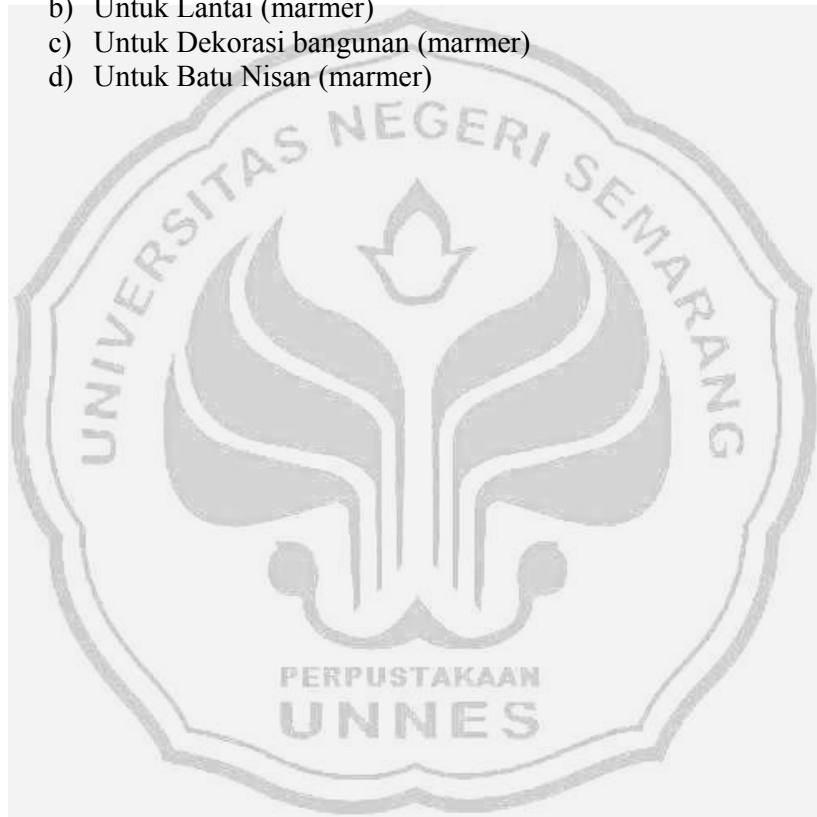 b) Untuk Lantai (marmer)
c) Untuk Dekorasi bangunan (marmer)
d) Untuk Batu Nisan (marmer)
UNIVERSITAS NEGERI SEMARANG
PERPUSTAKAAN
UNNES